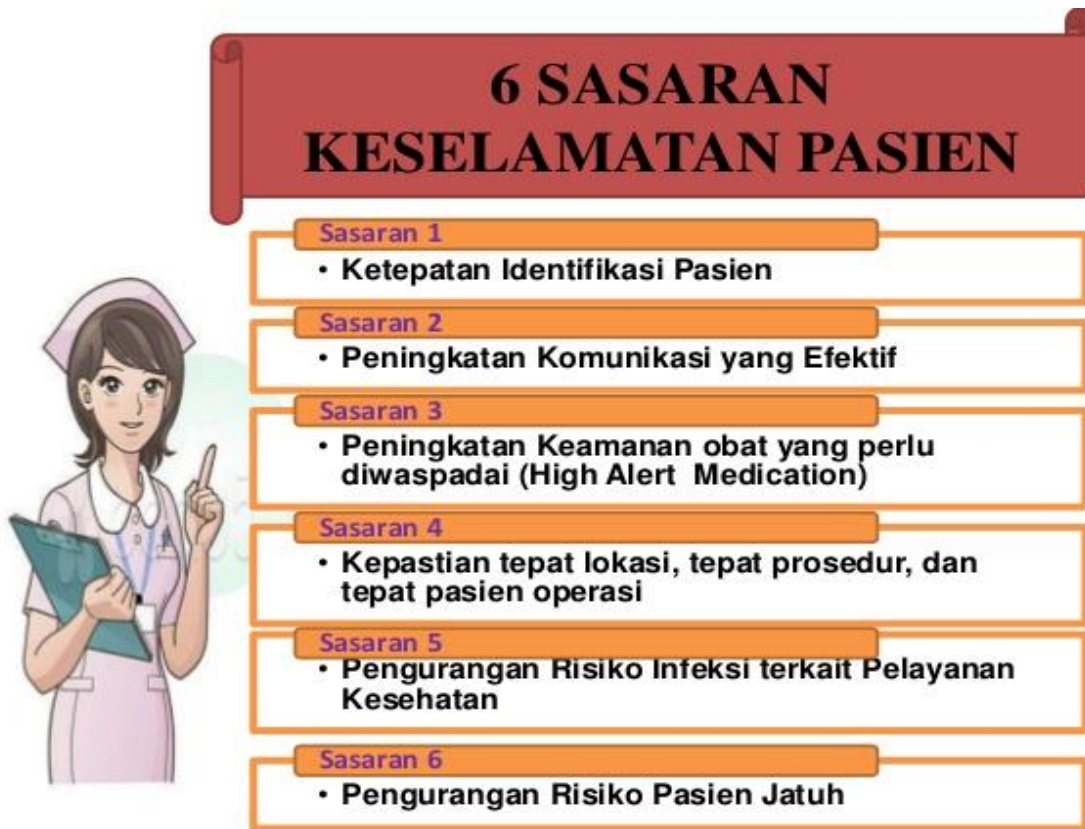 6 SASARAN
KESELAMATAN PASIEN
Sasaran 1
• Ketepatan Identifikasi Pasien
Sasaran 2
• Peningkatan Komunikasi yang Efektif
Sasaran 3
• Peningkatan Keamanan obat yang perlu
diwaspadai (High Alert Medication)
Sasaran 4
• Kepastian tepat lokasi, tepat prosedur, dan
tepat pasien operasi
Sasaran 5
• Pengurangan Risiko Infeksi terkait Pelayanan
Kesehatan
Sasaran 6
• Pengurangan Risiko Pasien Jatuh